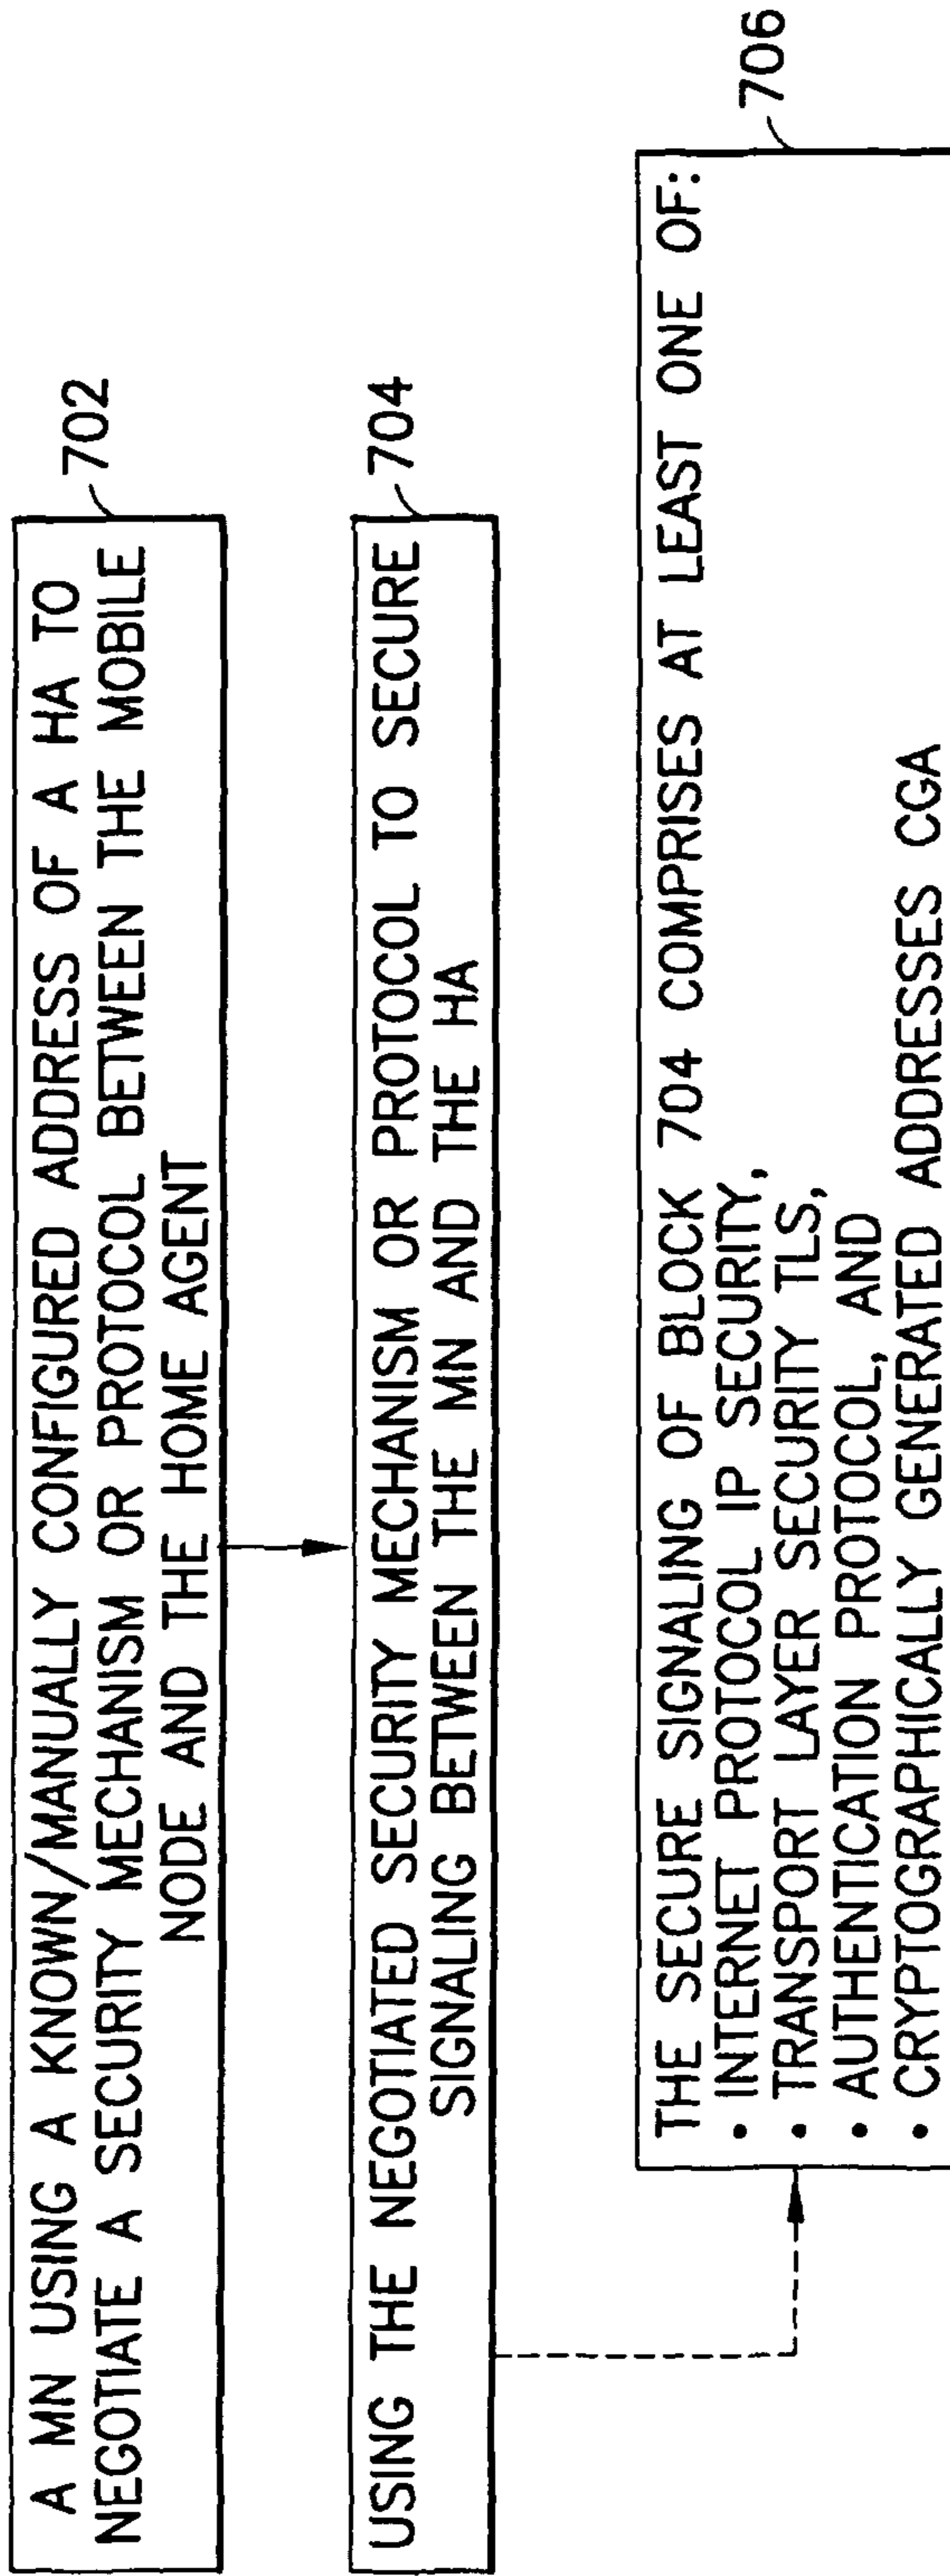 A MN USING A KNOWN/MANUALLY CONFIGURED ADDRESS OF A HA TO
NEGOTIATE A SECURITY MECHANISM OR PROTOCOL BETWEEN THE MOBILE
NODE AND THE HOME AGENT
702
USING THE NEGOTIATED SECURITY MECHANISM OR PROTOCOL TO SECURE
SIGNALING BETWEEN THE MN AND THE HA
704
THE SECURE SIGNALING OF BLOCK 704 COMPRISES AT LEAST ONE OF:
• INTERNET PROTOCOL IP SECURITY,
• TRANSPORT LAYER SECURITY TLS,
• AUTHENTICATION PROTOCOL, AND
• CRYPTOGRAPHICALLY GENERATED ADDRESSES CGA
706